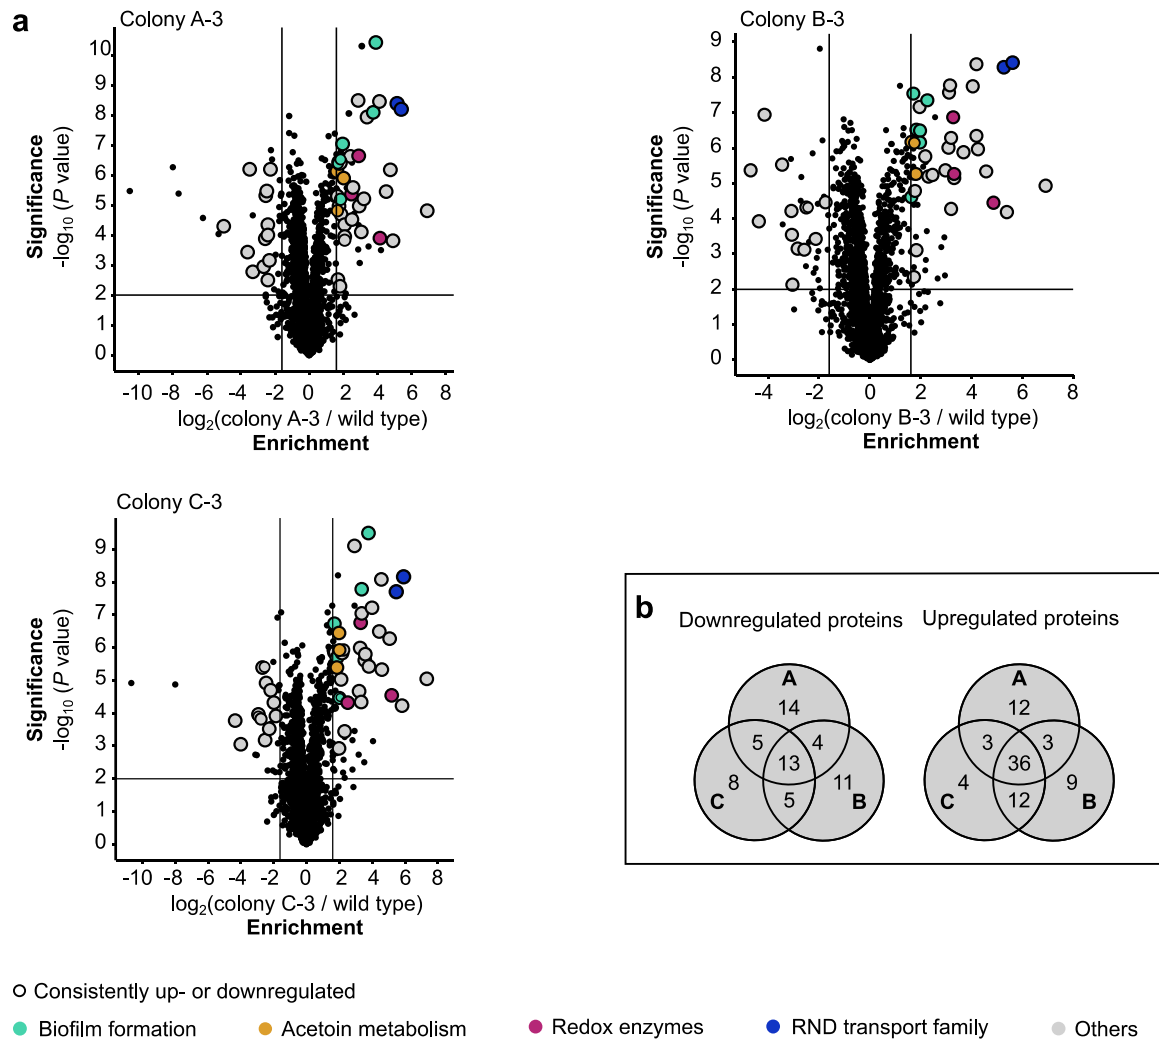 a
Colony A-3
Significance
-log10 (P value)
10
9
8
7
6
5
4
3
2
1
0
-10 -8 -6 -4 -2 0 2 4 6 8
log2(colony A-3 / wild type)
Enrichment
Colony B-3
Significance
-log10 (P value)
9
8
7
6
5
4
3
2
1
0
-4 -2 0 2 4 6 8
log2(colony B-3 / wild type)
Enrichment
Colony C-3
Significance
-log10 (P value)
9
8
7
6
5
4
3
2
1
0
-10 -8 -6 -4 -2 0 2 4 6 8
log2(colony C-3 / wild type)
Enrichment
b
Downregulated proteins
A
14
5 4
13
8 11
C B
5
Upregulated proteins
A
12
3 3
36
4 9
C B
12
Consistently up- or downregulated
Biofilm formation Acetoin metabolism Redox enzymes RND transport family Others